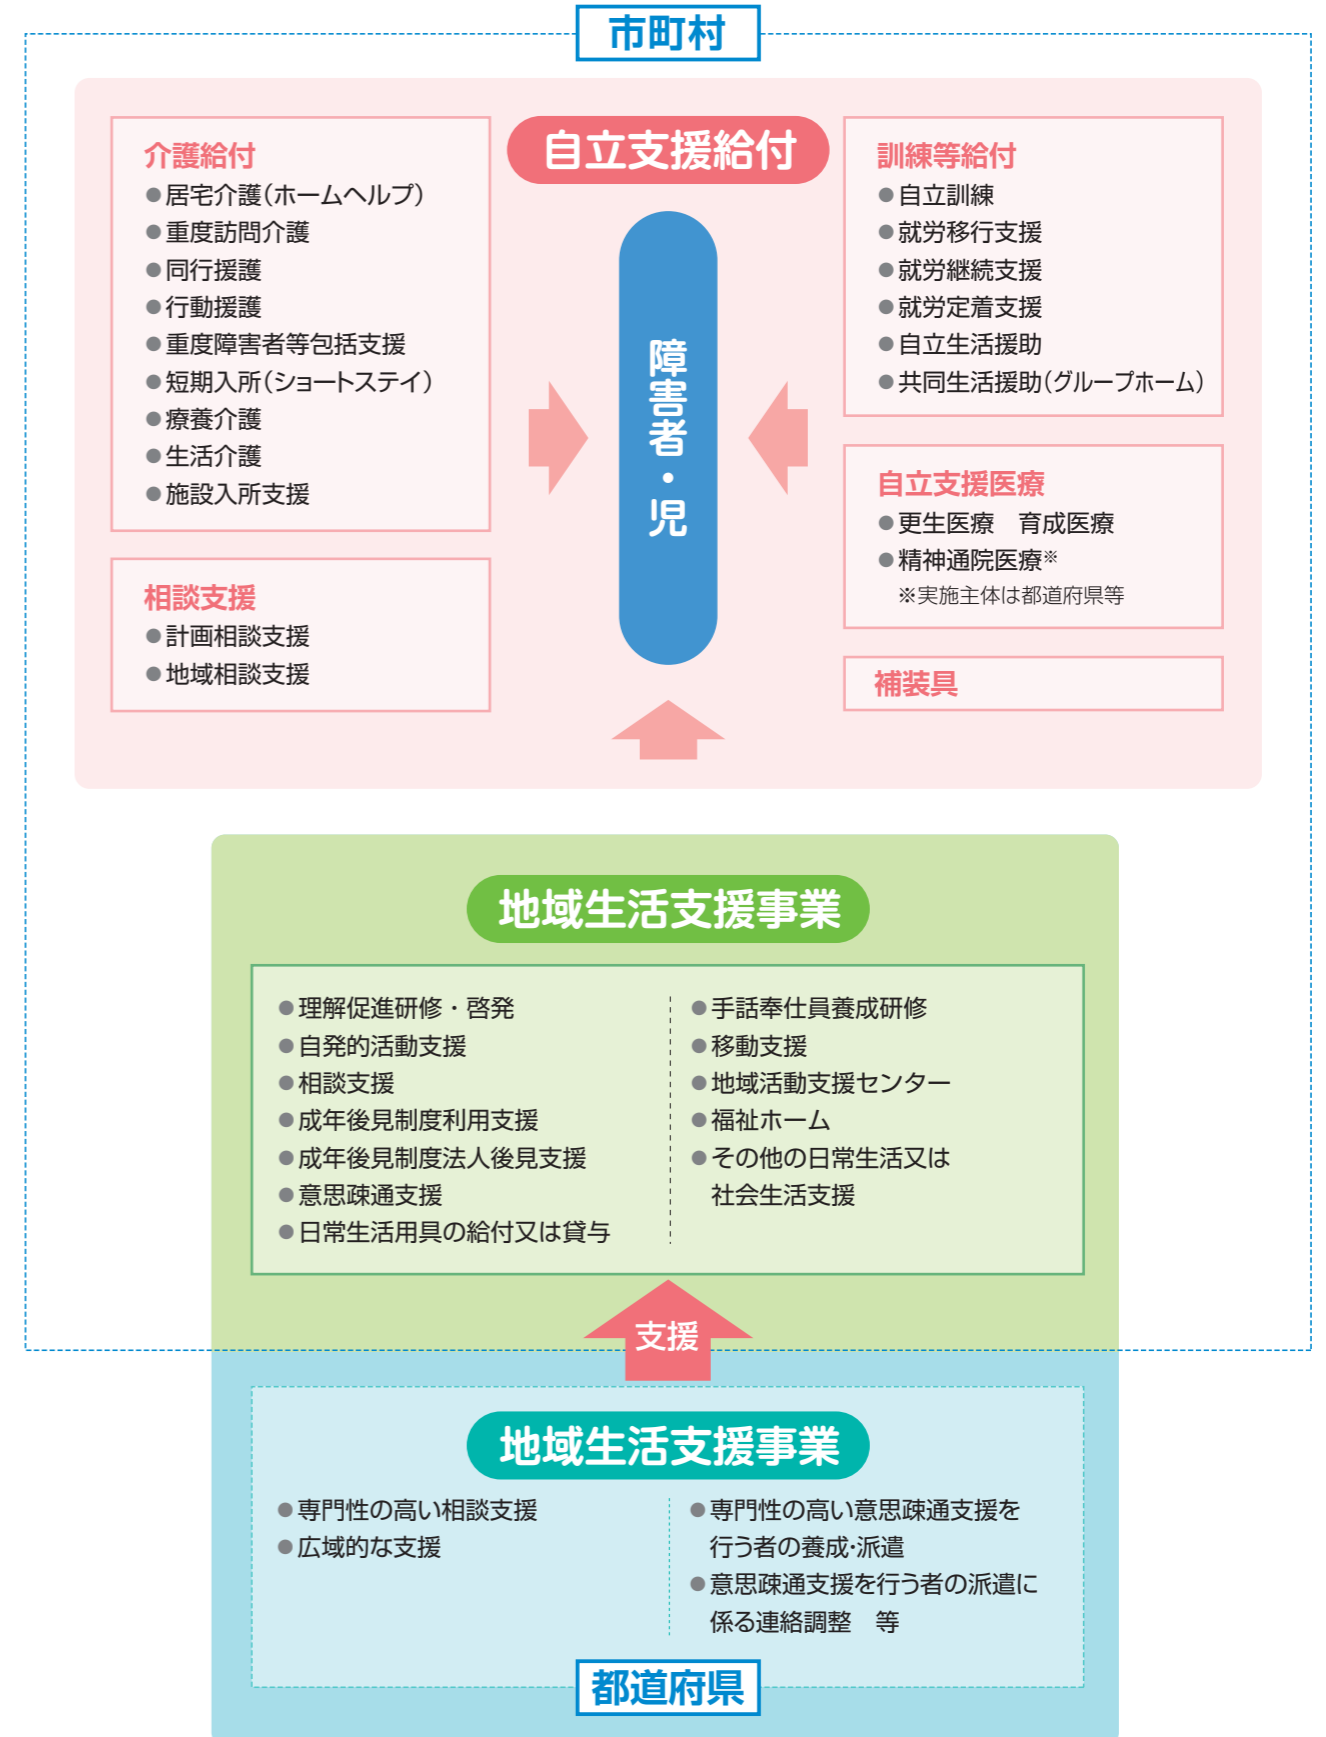 市町村
自立支援給付
介護給付
●居宅介護(ホームヘルプ)
●重度訪問介護
●同行援護
●行動援護
●重度障害者等包括支援
●短期入所(ショートステイ)
●療養介護
●生活介護
●施設入所支援
相談支援
●計画相談支援
●地域相談支援
障害者・児
訓練等給付
●自立訓練
●就労移行支援
●就労継続支援
●就労定着支援
●自立生活援助
●共同生活援助(グループホーム)
自立支援医療
●更生医療　育成医療
●精神通院医療※
※実施主体は都道府県等
補装具
地域生活支援事業
●理解促進研修・啓発
●自発的活動支援
●相談支援
●成年後見制度利用支援
●成年後見制度法人後見支援
●意思疎通支援
●日常生活用具の給付又は貸与
●手話奉仕員養成研修
●移動支援
●地域活動支援センター
●福祉ホーム
●その他の日常生活又は
社会生活支援
支援
地域生活支援事業
●専門性の高い相談支援
●広域的な支援
●専門性の高い意思疎通支援を
行う者の養成・派遣
●意思疎通支援を行う者の派遣に
係る連絡調整　等
都道府県